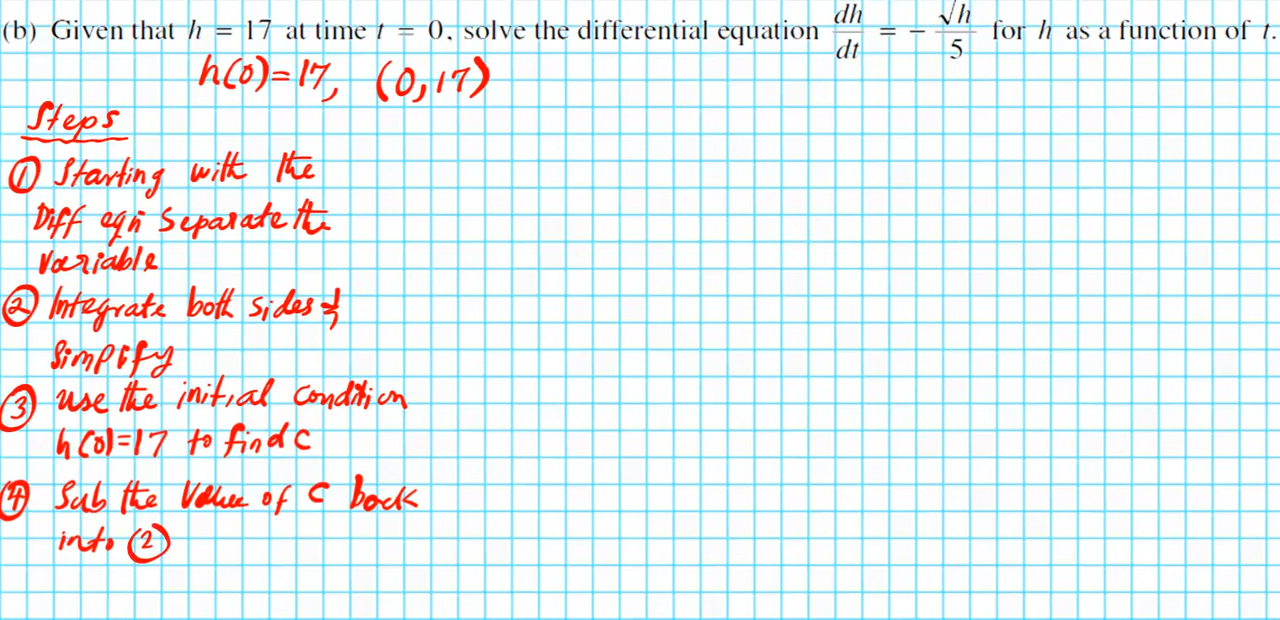 (b) Given that h = 17 at time t = 0, solve the differential equation dh/dt = − √h/5 for h as a function of t.
h(0)=17, (0,17)
Steps
① Starting with the
Diff eqn Separate the
Variable
② Integrate both sides &
Simplify
③ use the initial condition
h(0)=17 to find c
④ Sub the Value of c back
into ②